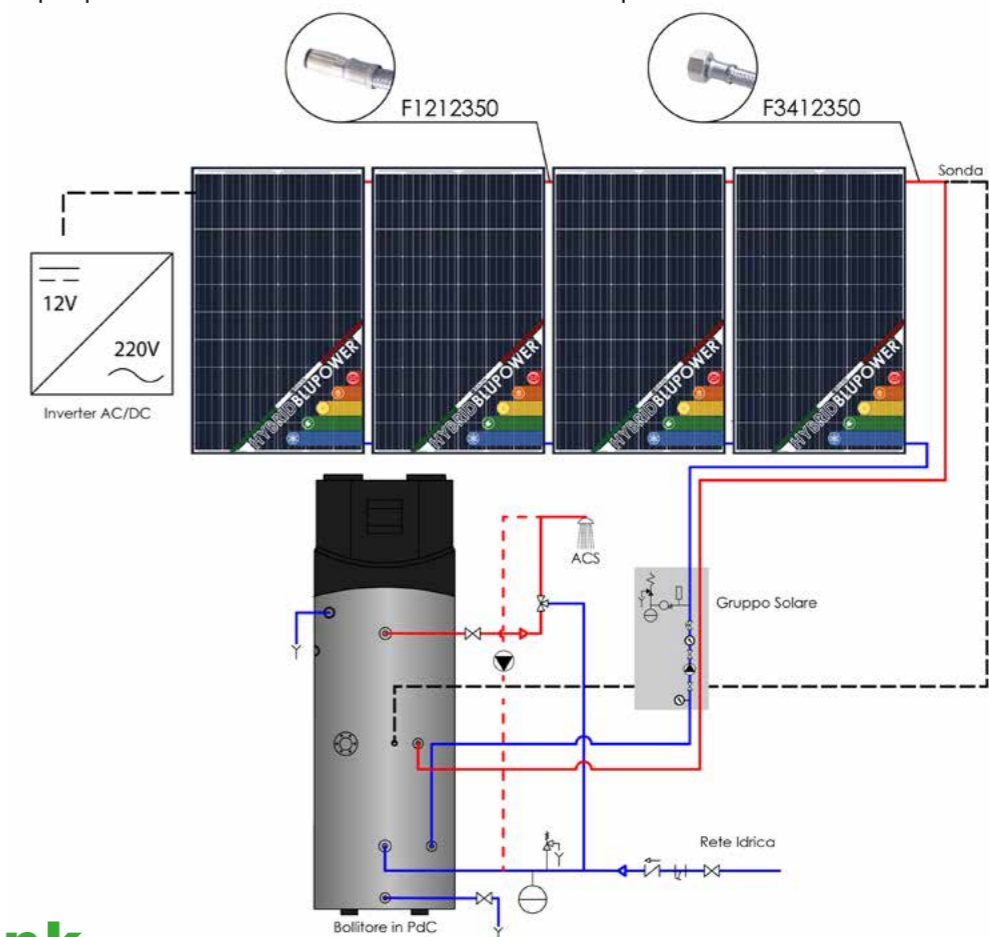 F1212350
F3412350
Sonda
12V
220V
Inverter AC/DC
HYBRIDBLUPOWER
HYBRIDBLUPOWER
HYBRIDBLUPOWER
HYBRIDBLUPOWER
ACS
Gruppo Solare
Rete Idrica
Bollitore in PdC